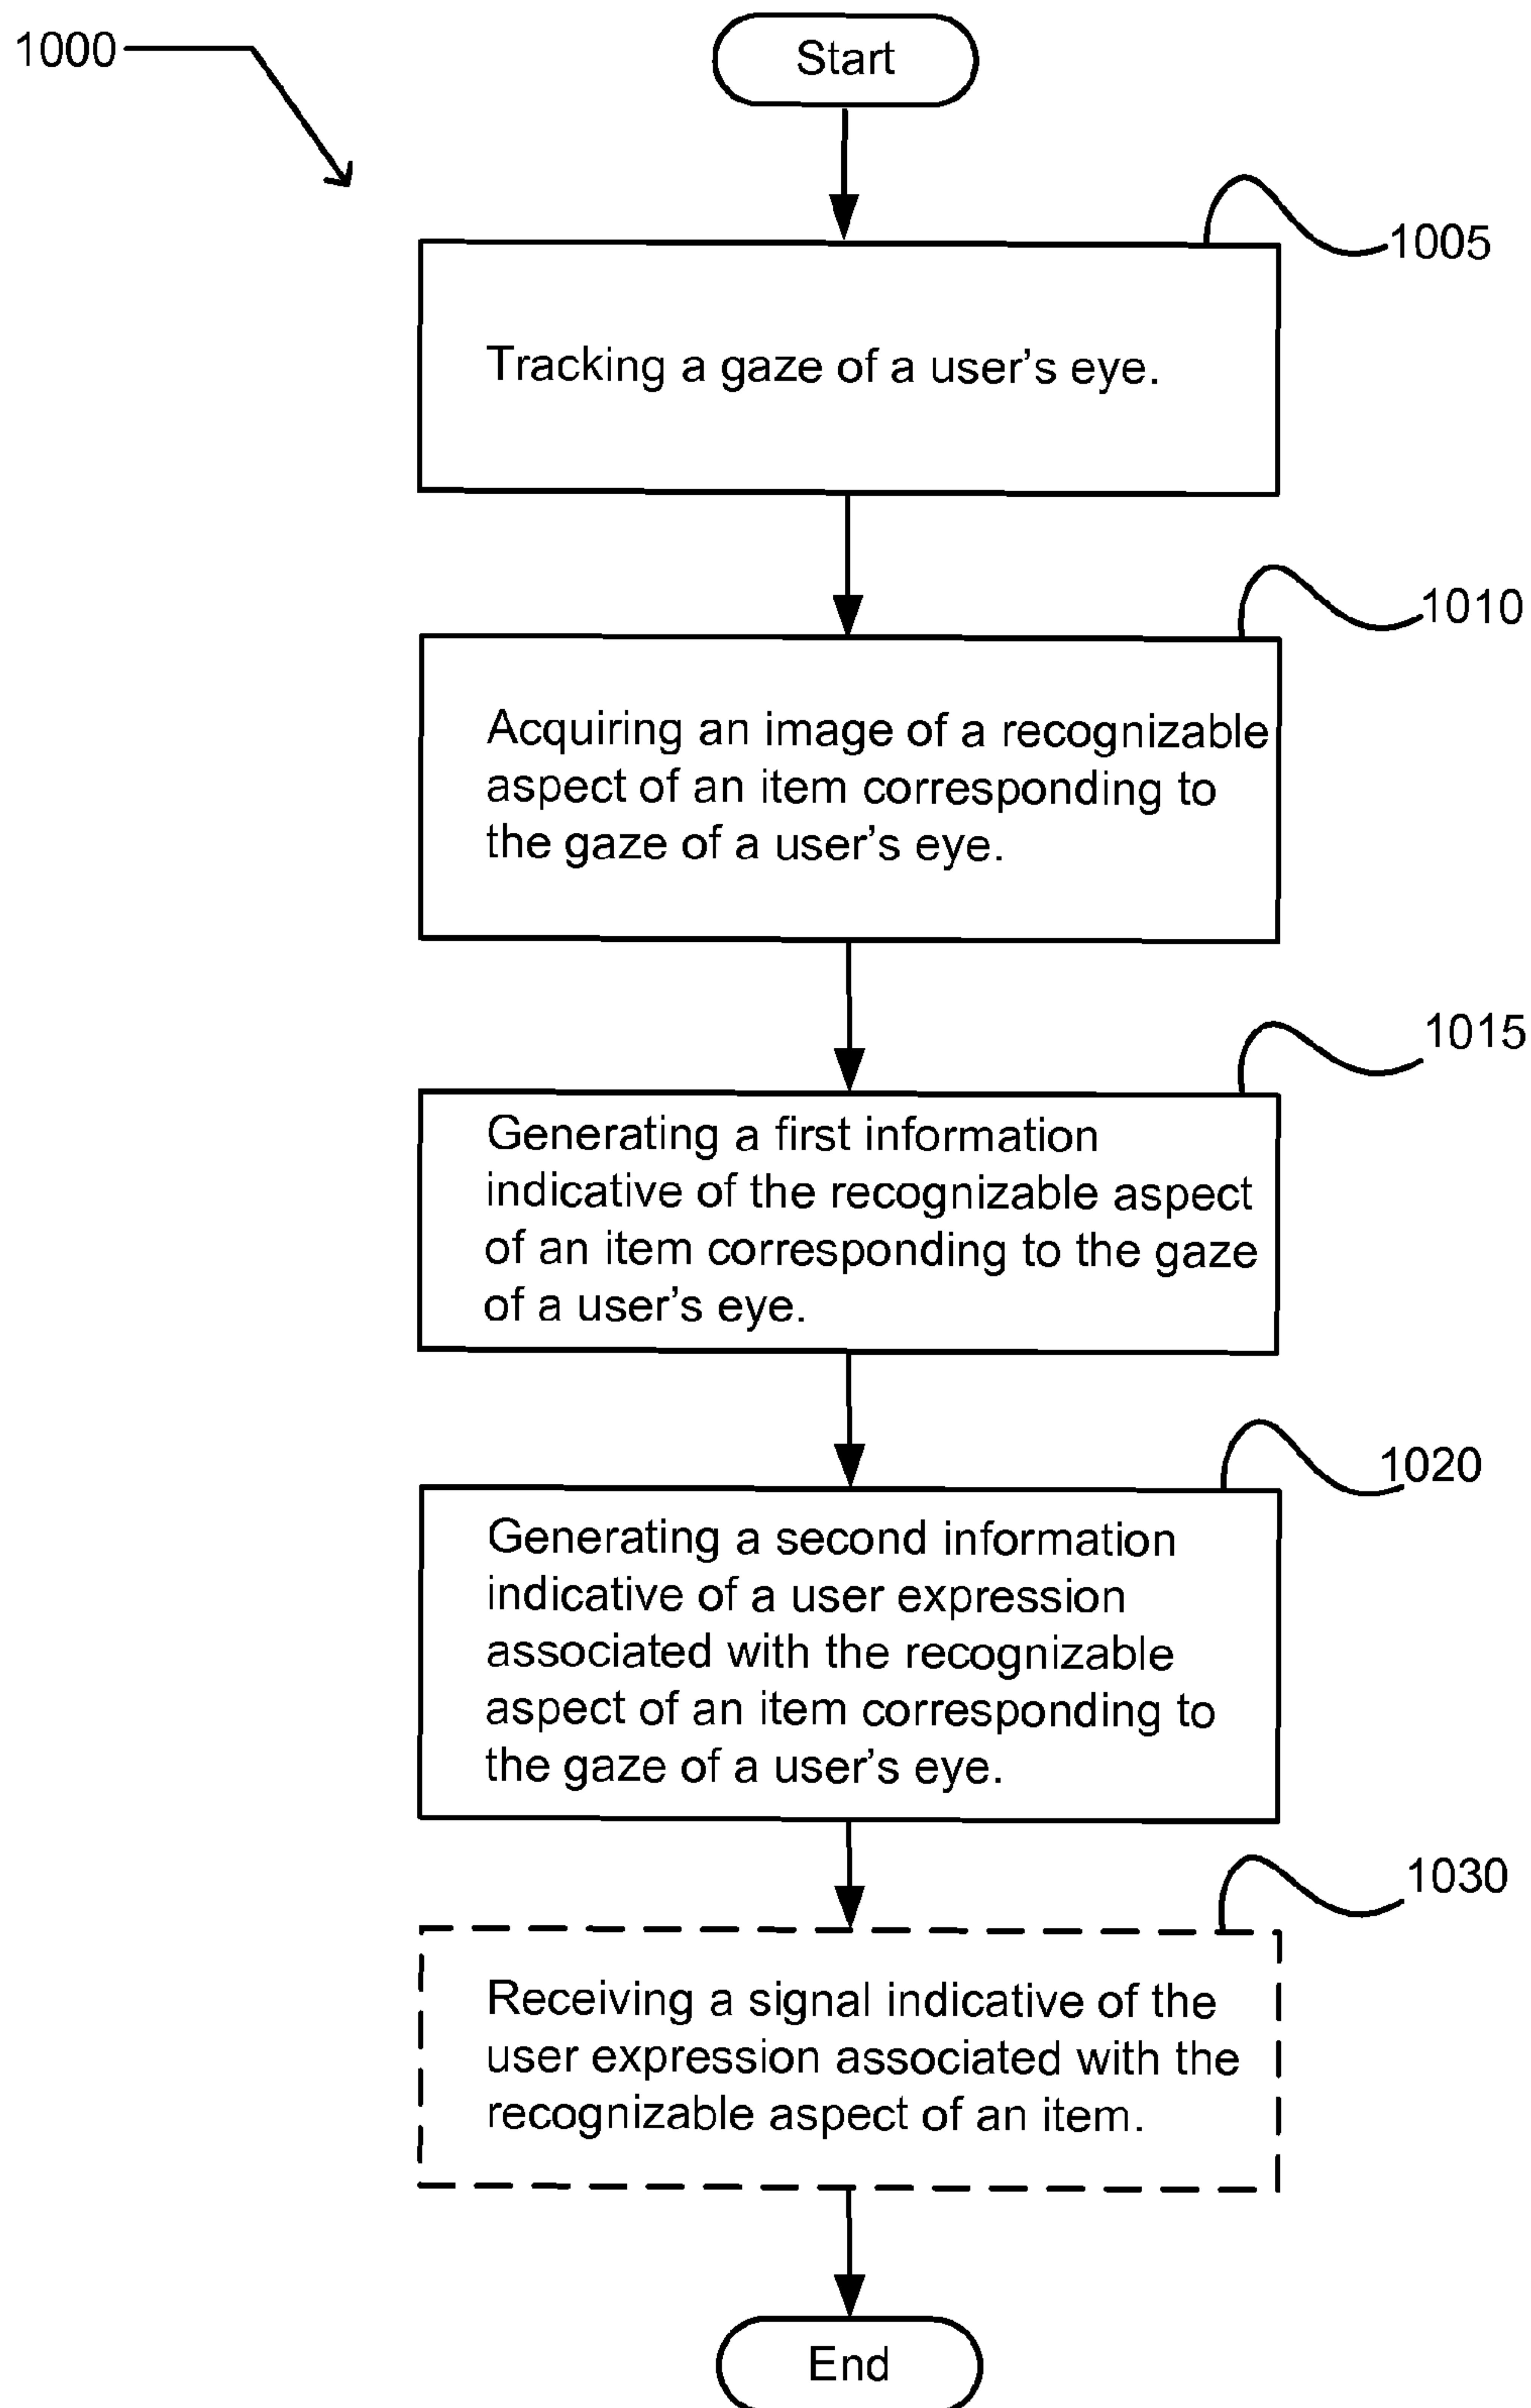 1000
Start
1005
Tracking a gaze of a user's eye.
1010
Acquiring an image of a recognizable
aspect of an item corresponding to
the gaze of a user's eye.
1015
Generating a first information
indicative of the recognizable aspect
of an item corresponding to the gaze
of a user's eye.
1020
Generating a second information
indicative of a user expression
associated with the recognizable
aspect of an item corresponding to
the gaze of a user's eye.
1030
Receiving a signal indicative of the
user expression associated with the
recognizable aspect of an item.
End